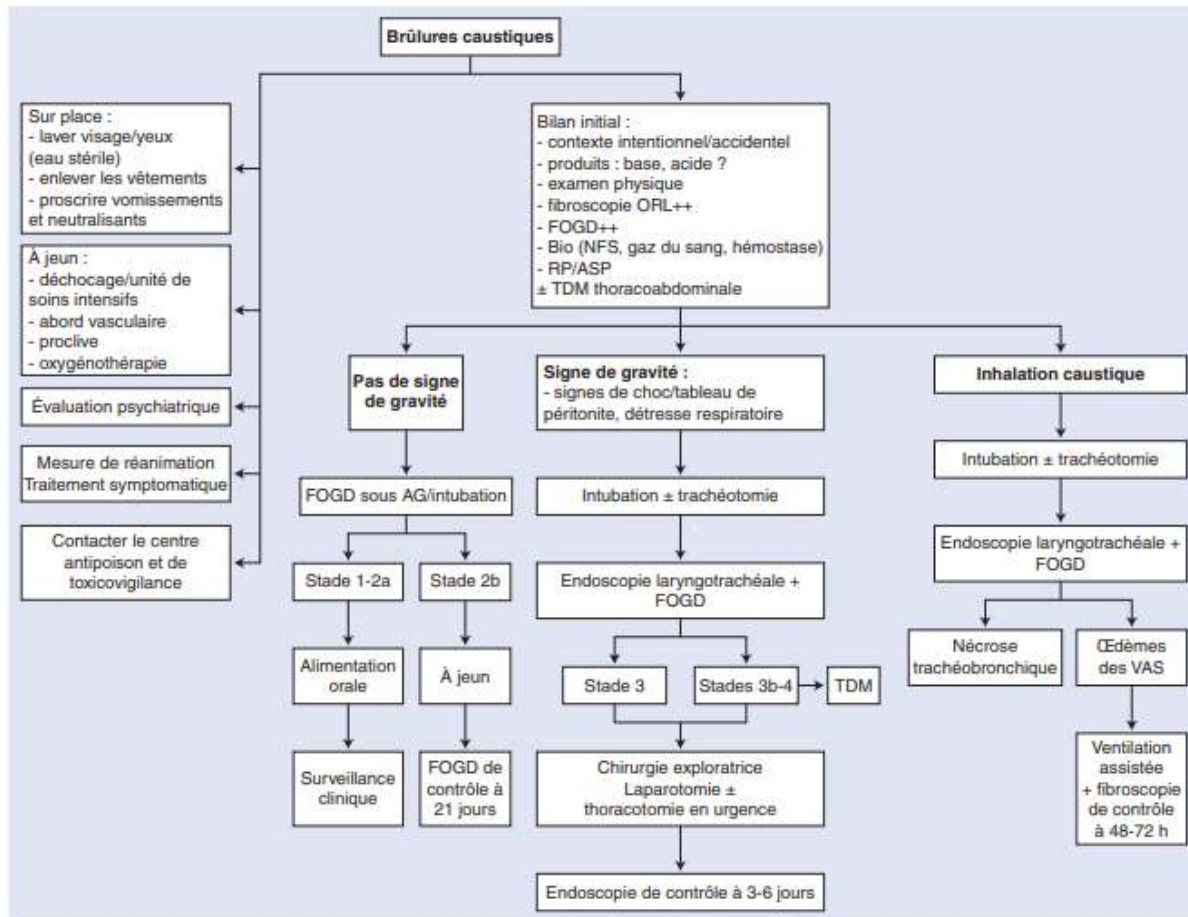 Brûlures caustiques
Sur place :
- laver visage/yeux
(eau stérile)
- enlever les vêtements
- proscrire vomissements
et neutralisants
À jeun :
- déchocage/unité de
soins intensifs
- abord vasculaire
- proclive
- oxygénothérapie
Évaluation psychiatrique
Mesure de réanimation
Traitement symptomatique
Contacter le centre
antipoison et de
toxicovigilance
Bilan initial :
- contexte intentionnel/accidentel
- produits : base, acide ?
- examen physique
- fibroscopie ORL++
- FOGD++
- Bio (NFS, gaz du sang, hémostase)
- RP/ASP
± TDM thoracoabdominale
Pas de signe
de gravité
FOGD sous AG/intubation
Stade 1-2a
Stade 2b
Alimentation
orale
À jeun
Surveillance
clinique
FOGD de
contrôle à
21 jours
Signe de gravité :
- signes de choc/tableau de
péritonite, détresse respiratoire
Intubation ± trachéotomie
Endoscopie laryngotrachéale +
FOGD
Stade 3
Stades 3b-4
TDM
Chirurgie exploratrice
Laparotomie ±
thoracotomie en urgence
Endoscopie de contrôle à 3-6 jours
Inhalation caustique
Intubation ± trachéotomie
Endoscopie laryngotrachéale +
FOGD
Nécrose
trachéobronchique
Œdèmes
des VAS
Ventilation
assistée
+ fibroscopie
de contrôle
à 48-72 h